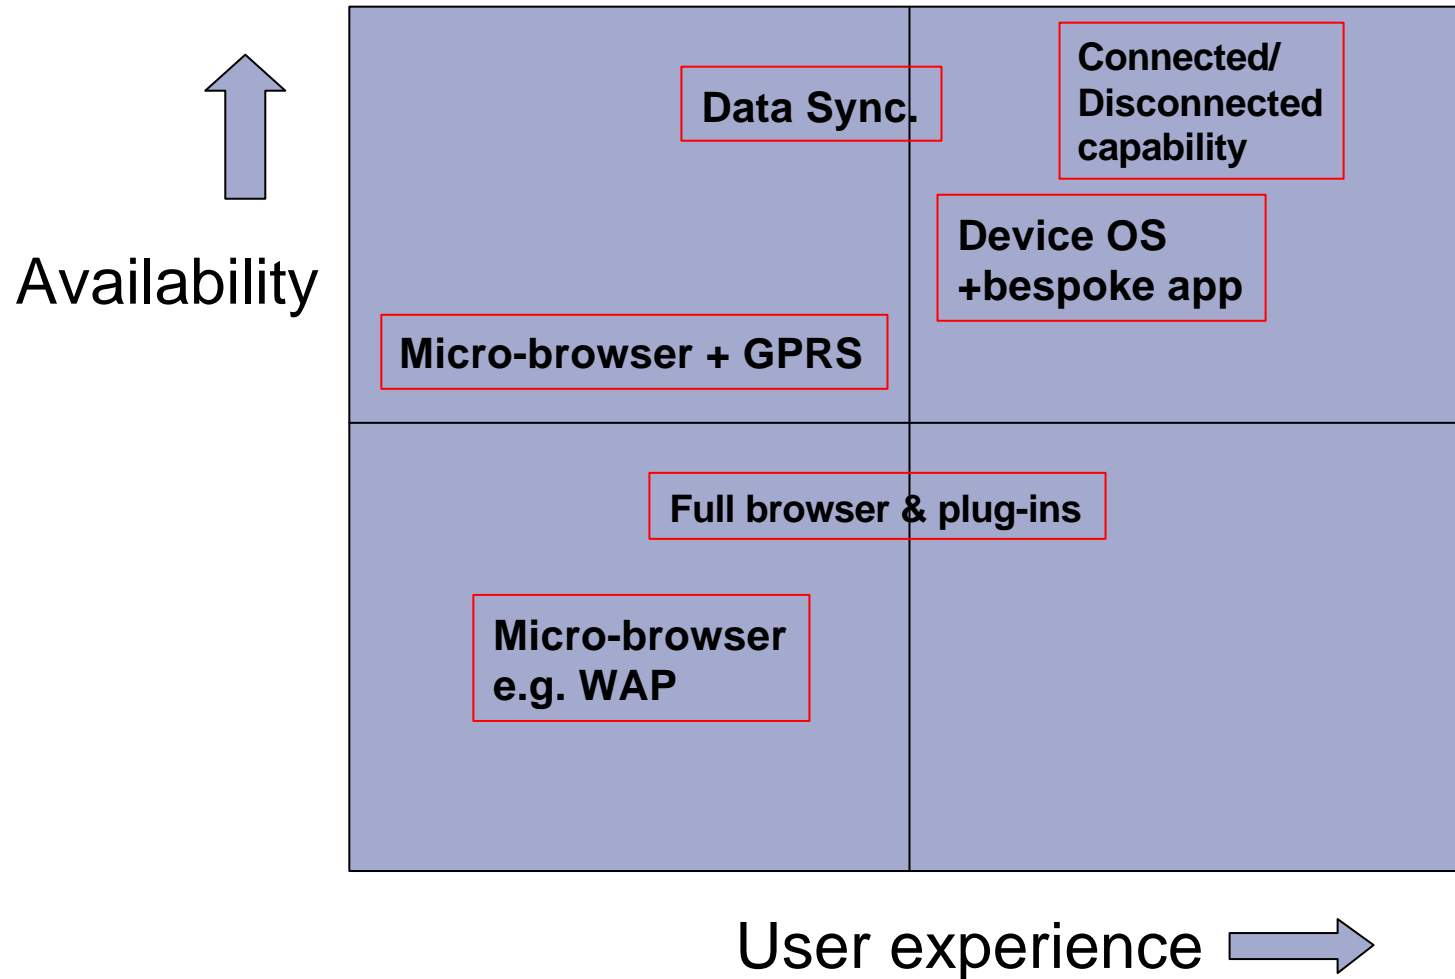 Connected/
Disconnected
capability
Data Sync.
Device OS
+bespoke app
Availability
Micro-browser + GPRS
Full browser & plug-ins
Micro-browser
e.g. WAP
User experience